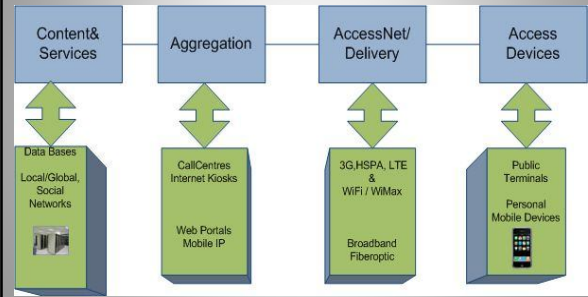 Content&
Services
Aggregation
AccessNet/
Delivery
Access
Devices
Data Bases
Local/Global,
Social
Networks
CallCentres
Internet Kiosks
Web Portals
Mobile IP
3G,HSPA, LTE
&
WiFi / WiMax
Broadband
Fiberoptic
Public
Terminals
Personal
Mobile Devices